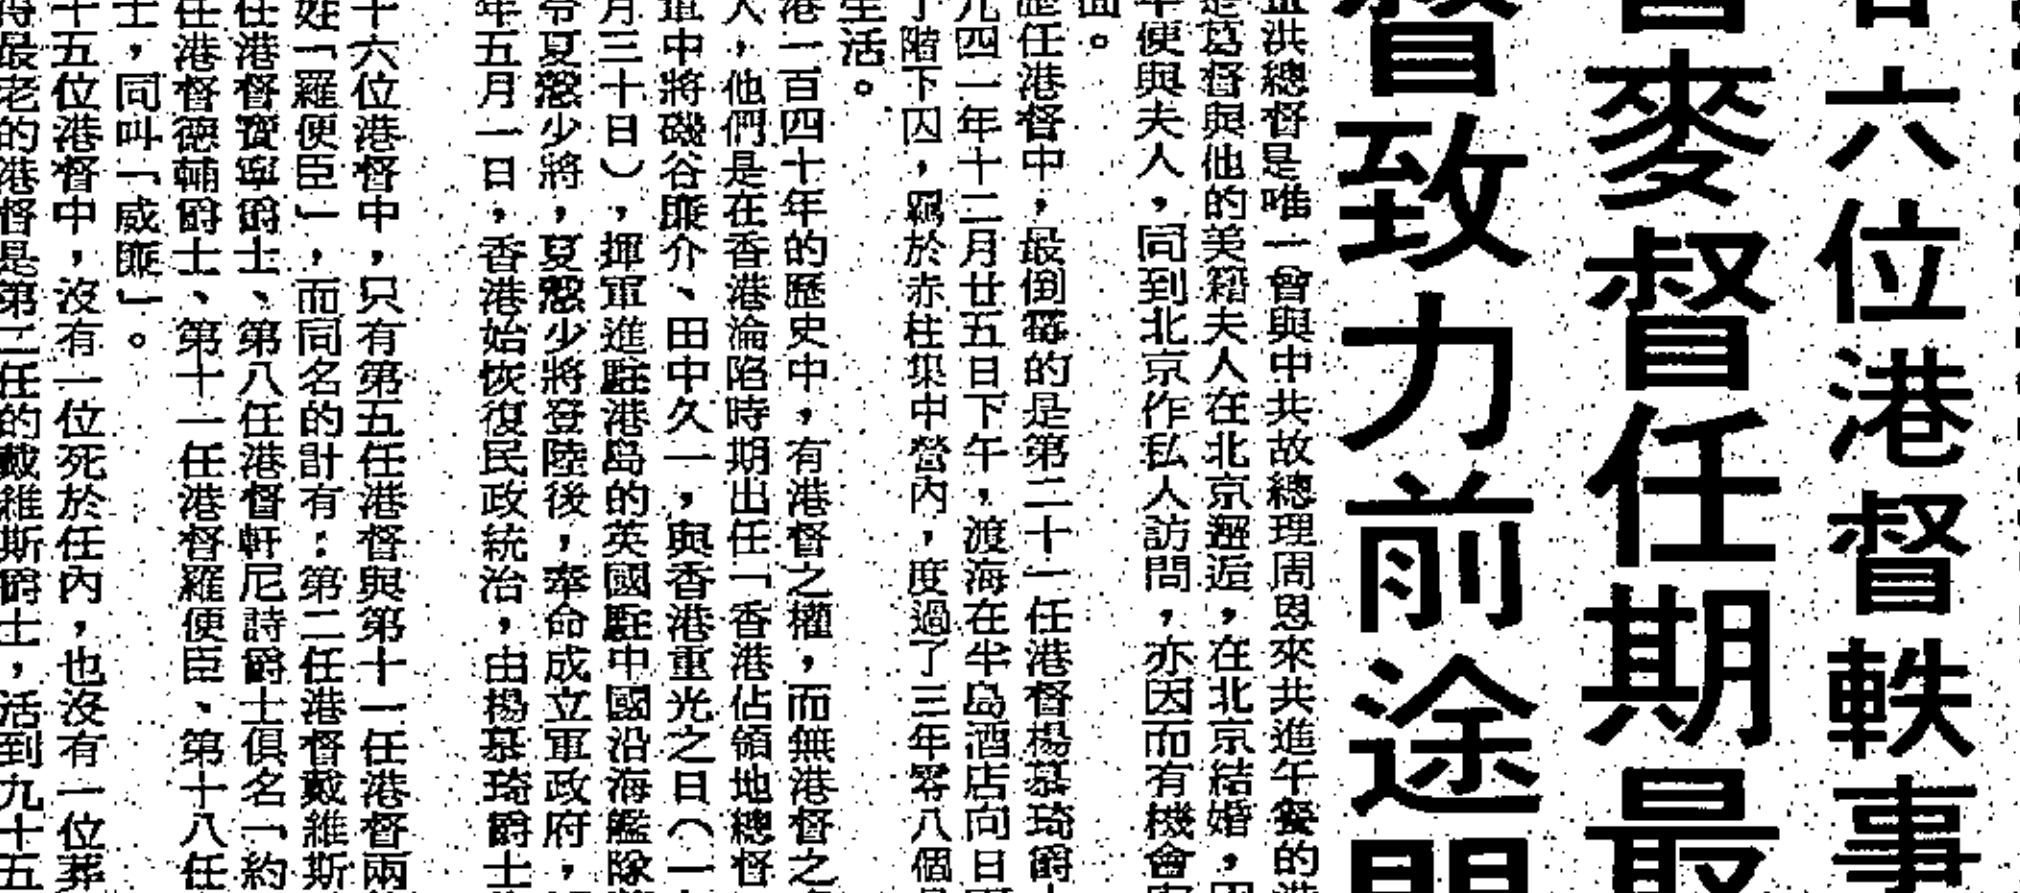 六位港督軼事
麥督任期最
督致力前途問
洪總督是唯一會與中共故總理周恩來共進午餐的港
是葛督與他的美籍夫人在北京邂逅，在北京結婚，因
年便與夫人，同到北京作私人訪問，亦因而有機會
面。
歷任港督中，最倒霉的是第二十一任港督楊慕琦爵
九四一年十二月廿五日下午，渡海在半島酒店向日
了階下囚，羈於赤柱集中營內，度過了三年零八個
生活。
港一百四十年的歷史中，有港督之權，而無港督之
人，他們是在香港淪陷時期出任「香港佔領地總督
軍中將磯谷廉介、田中久一，與香港重光之日（一
月三十日），揮軍進駐港島的英國駐中國沿海艦隊
令夏愨少將，夏愨少將登陸後，奉命成立軍政府，
年五月一日，香港始恢復民政統治，由楊慕琦爵士
十六位港督中，只有第五任港督與第十一任港督兩
姓「羅便臣」，而同名的計有：第二任港督戴維斯
任港督寶寧爵士、第八任港督軒尼詩爵士俱名「約
任港督德輔爵士、第十一任港督羅便臣、第十八任
士，同叫「威廉」。
十五位港督中，沒有一位死於任內，也沒有一位葬
得最老的港督是第二任的戴維斯爵士，活到九十五